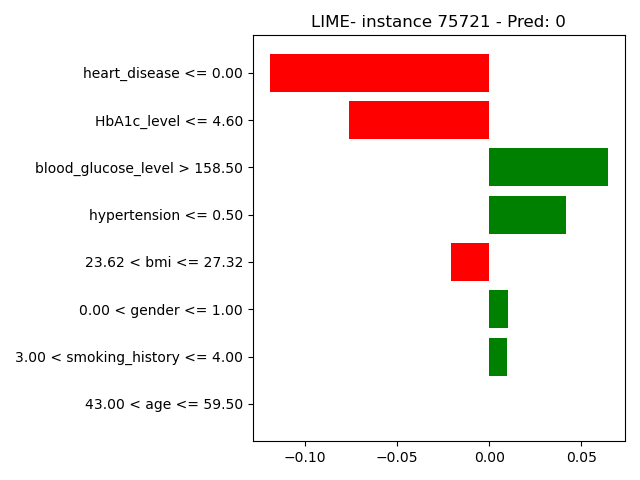 LIME- instance 75721 - Pred: 0
heart_disease <= 0.00
HbA1c_level <= 4.60
blood_glucose_level > 158.50
hypertension <= 0.50
23.62 < bmi <= 27.32
0.00 < gender <= 1.00
3.00 < smoking_history <= 4.00
43.00 < age <= 59.50
−0.10 −0.05 0.00 0.05